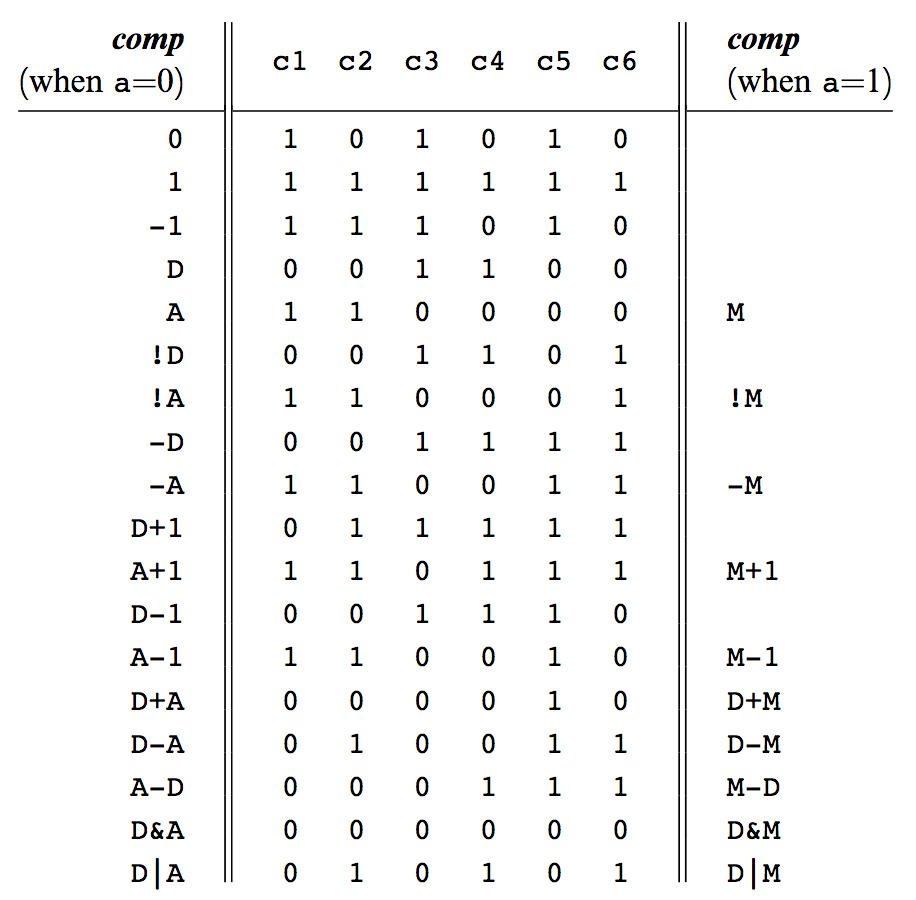 comp c1 c2 c3 c4 c5 c6 comp
(when a=0) (when a=1)
0 1 0 1 0 1 0
1 1 1 1 1 1 1
-1 1 1 1 0 1 0
D 0 0 1 1 0 0
A 1 1 0 0 0 0 M
!D 0 0 1 1 0 1
!A 1 1 0 0 0 1 !M
-D 0 0 1 1 1 1
-A 1 1 0 0 1 1 -M
D+1 0 1 1 1 1 1
A+1 1 1 0 1 1 1 M+1
D-1 0 0 1 1 1 0
A-1 1 1 0 0 1 0 M-1
D+A 0 0 0 0 1 0 D+M
D-A 0 1 0 0 1 1 D-M
A-D 0 0 0 1 1 1 M-D
D&A 0 0 0 0 0 0 D&M
D|A 0 1 0 1 0 1 D|M